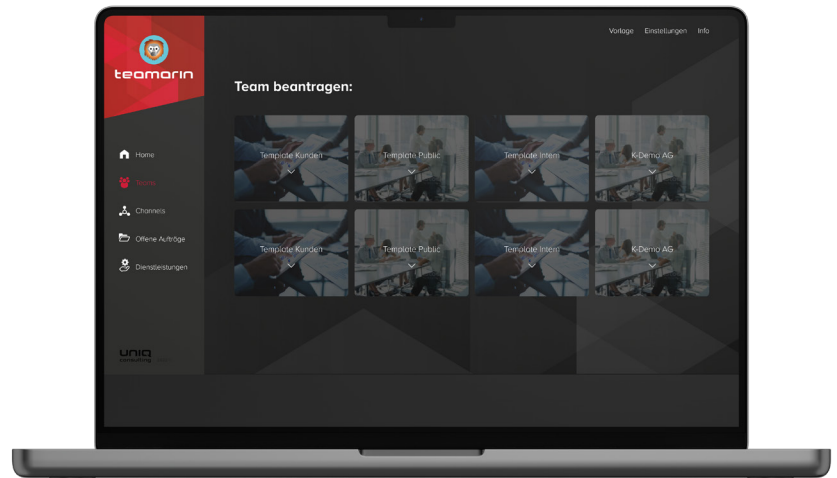 teamarin
Vorlage Einstellungen Info
Team beantragen:
Home
Teams
Channels
Offene Aufträge
Dienstleistungen
Template Kunden
Template Public
Template Intern
K-Demo AG
Template Kunden
Template Public
Template Intern
K-Demo AG
uniq
consulting